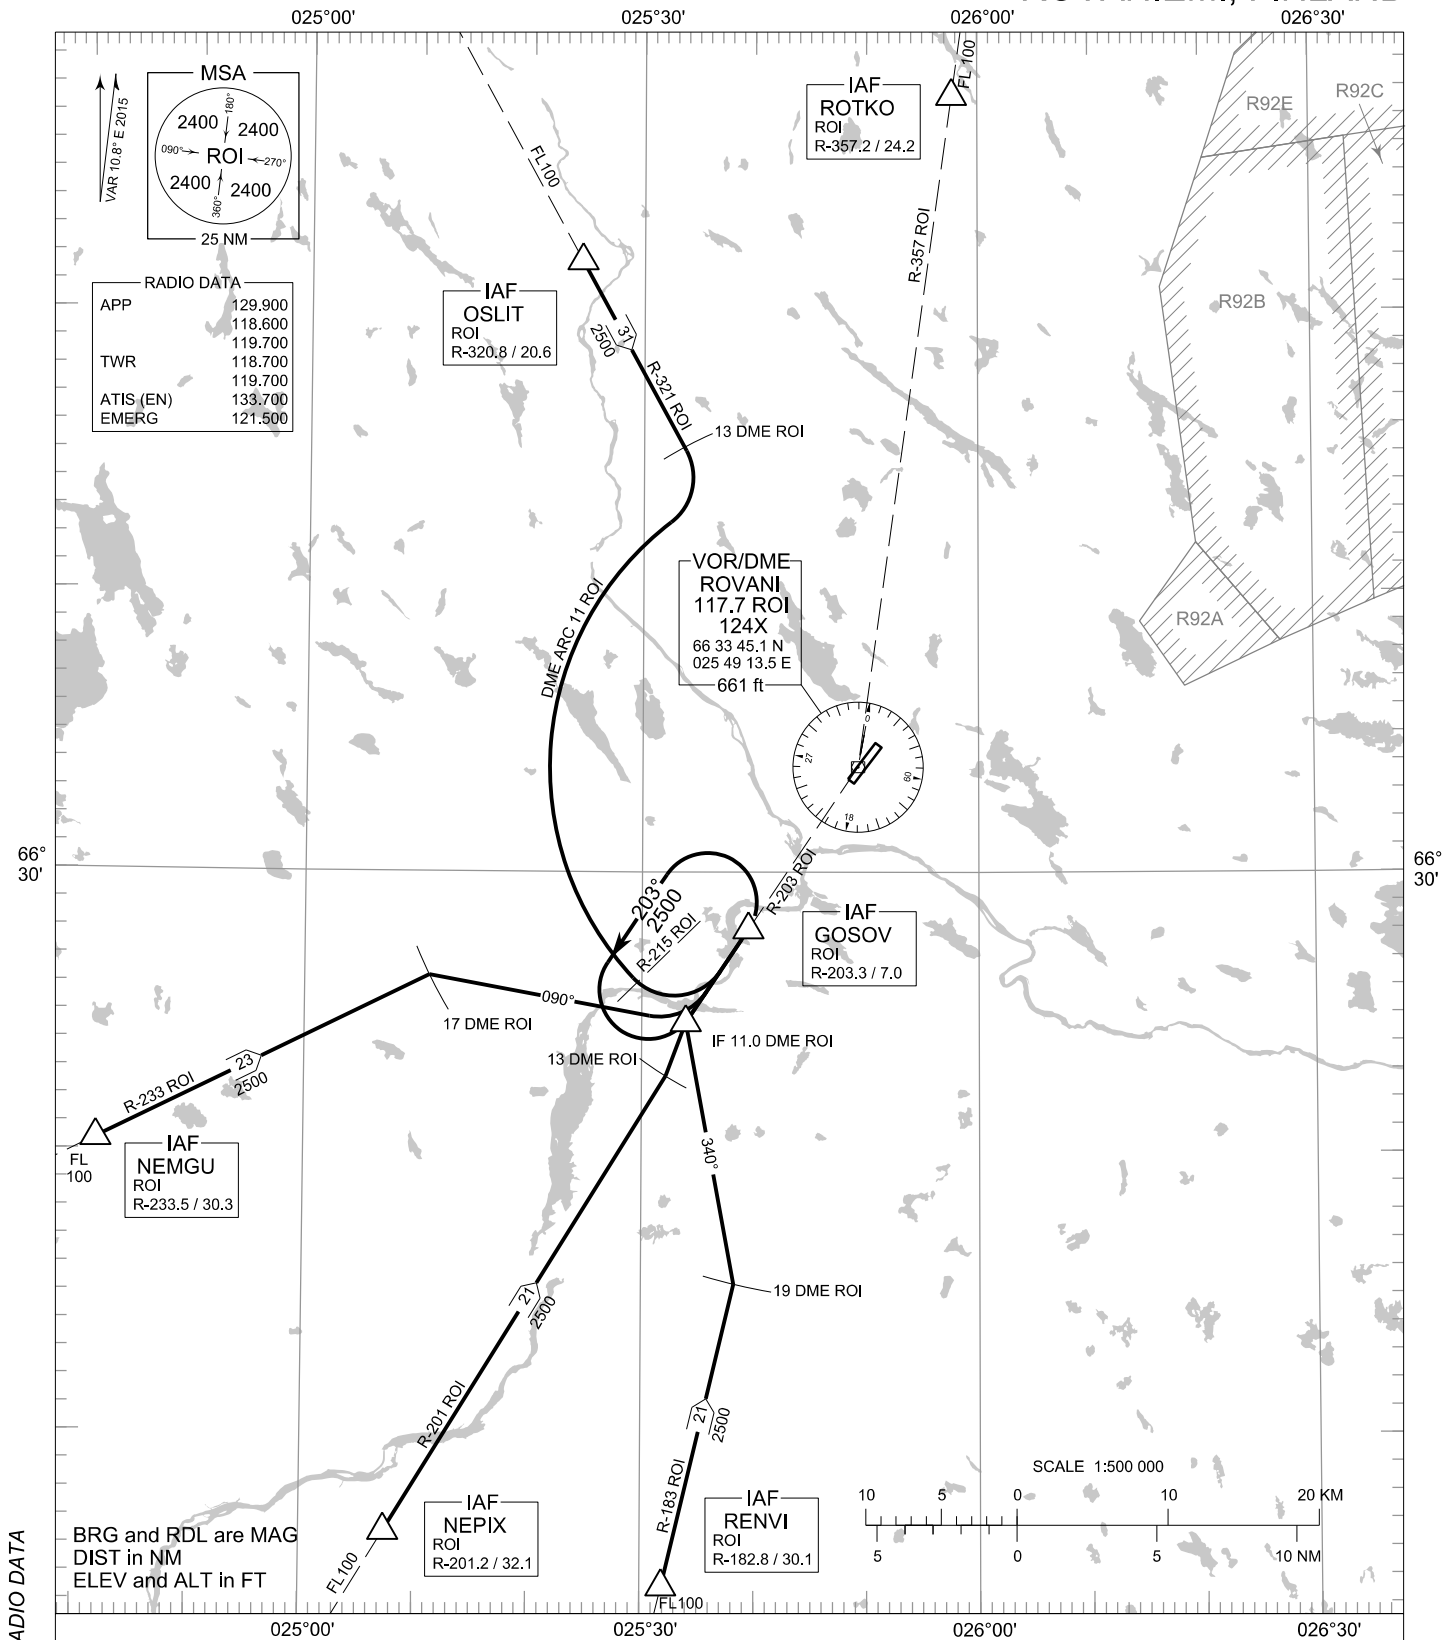 025°00'
025°30'
026°00'
026°30'
VAR 10.8° E 2015
MSA
2400
180°
2400
090°
ROI
270°
2400
360°
2400
25 NM
RADIO DATA
APP 129.900
118.600
119.700
TWR 118.700
119.700
ATIS (EN) 133.700
EMERG 121.500
FL100
FL 100
IAF
ROTKO
ROI
R-357.2 / 24.2
R92E
R92C
R92B
R92A
IAF
OSLIT
ROI
R-320.8 / 20.6
31
2500
R-321 ROI
13 DME ROI
R-357 ROI
DME ARC 11 ROI
VOR/DME
ROVANI
117.7 ROI
124X
66 33 45.1 N
025 49 13.5 E
661 ft
0
27
09
18
66°
30'
66°
30'
203°
2500
R-215 ROI
R-203 ROI
IAF
GOSOV
ROI
R-203.3 / 7.0
090°
17 DME ROI
IF 11.0 DME ROI
13 DME ROI
23
2500
R-233 ROI
FL
100
IAF
NEMGU
ROI
R-233.5 / 30.3
340°
19 DME ROI
21
2500
R-201 ROI
21
2500
R-183 ROI
SCALE 1:500 000
10 5 0 10 20 KM
5 0 5 10 NM
IAF
NEPIX
ROI
R-201.2 / 32.1
FL100
IAF
RENVI
ROI
R-182.8 / 30.1
FL100
BRG and RDL are MAG
DIST in NM
ELEV and ALT in FT
025°00'
025°30'
026°00'
026°30'